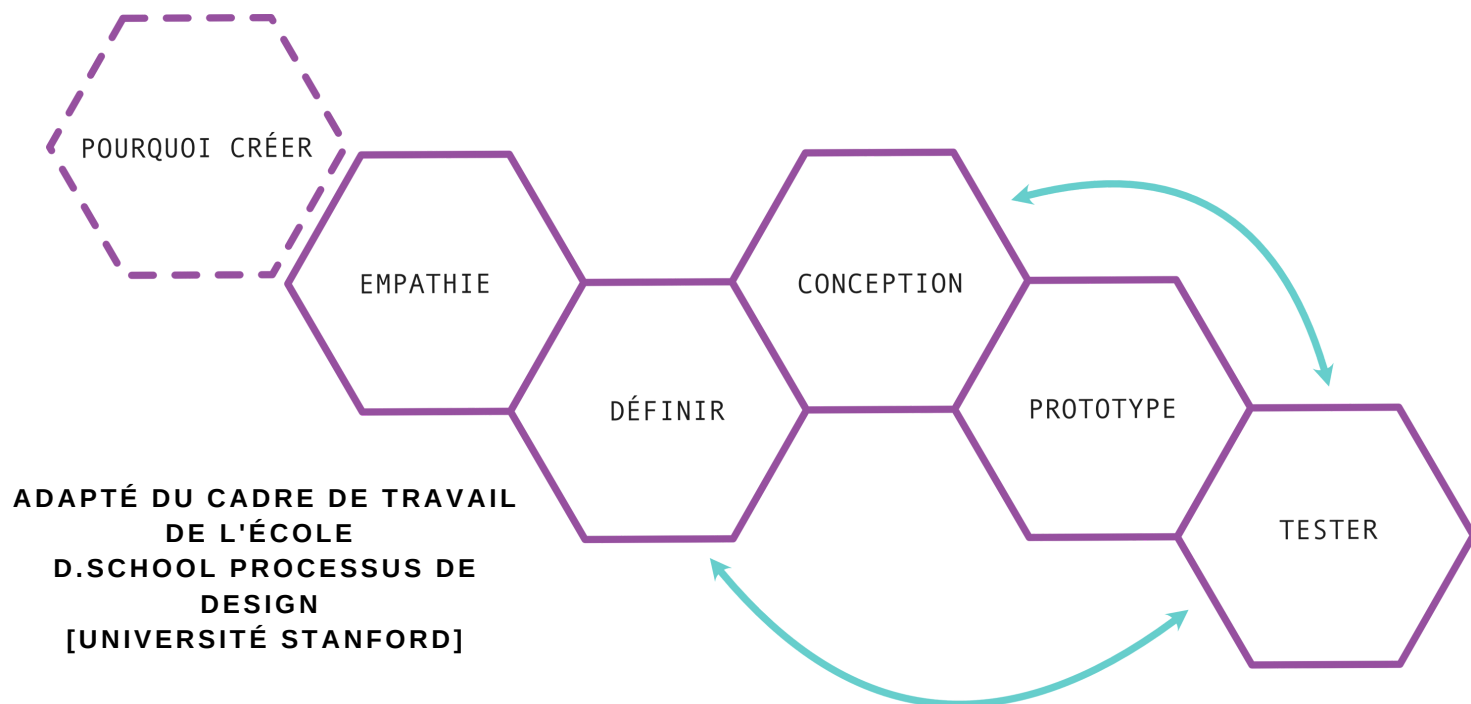 POURQUOI CRÉER
EMPATHIE
DÉFINIR
CONCEPTION
PROTOTYPE
TESTER
ADAPTÉ DU CADRE DE TRAVAIL
DE L'ÉCOLE
D.SCHOOL PROCESSUS DE
DESIGN
[UNIVERSITÉ STANFORD]